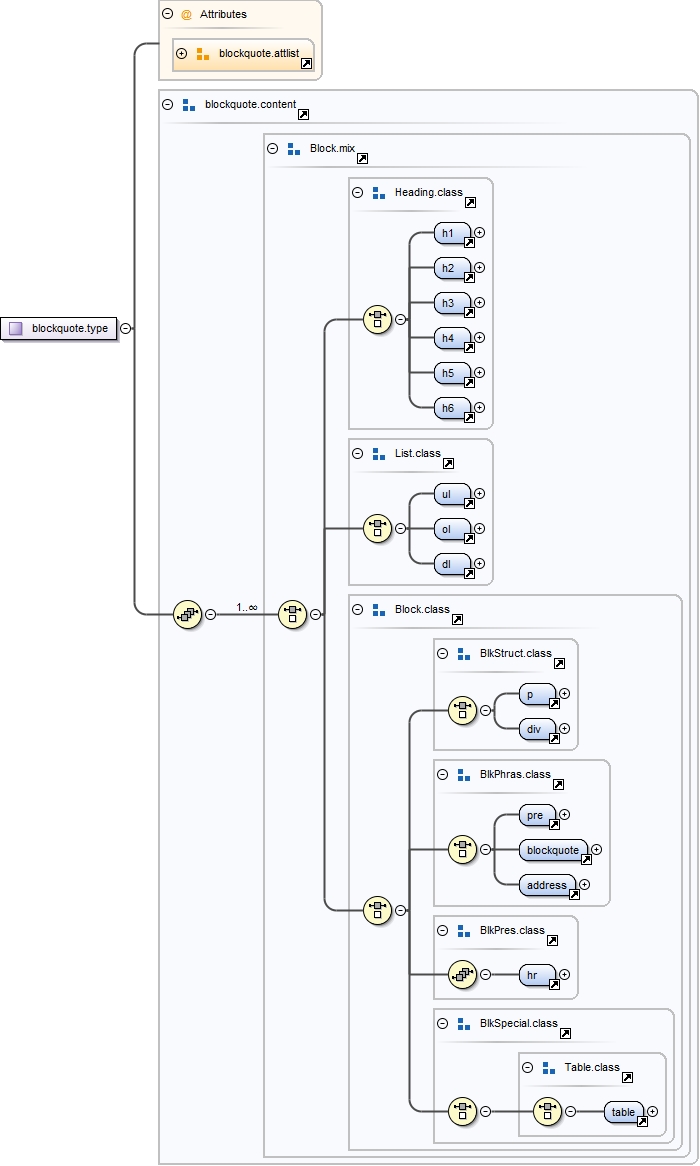 @ Attributes
blockquote.attlist
blockquote.content
Block.mix
Heading.class
h1
h2
h3
blockquote.type
h4
h5
h6
List.class
ul
ol
dl
1..∞
Block.class
BlkStruct.class
p
div
BlkPhras.class
pre
blockquote
address
BlkPres.class
hr
BlkSpecial.class
Table.class
table